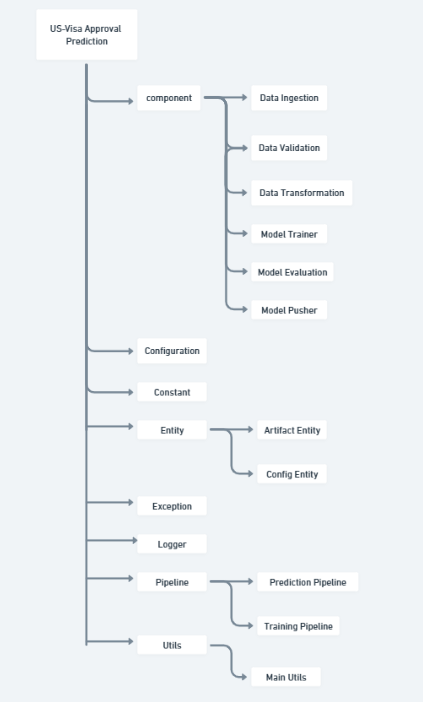 US-Visa Approval
Prediction
component
Data Ingestion
Data Validation
Data Transformation
Model Trainer
Model Evaluation
Model Pusher
Configuration
Constant
Entity
Artifact Entity
Config Entity
Exception
Logger
Pipeline
Prediction Pipeline
Training Pipeline
Utils
Main Utils